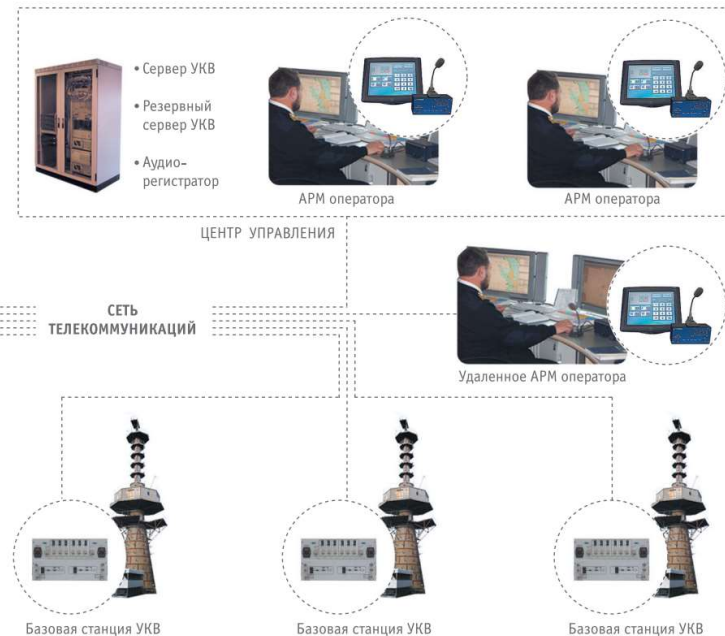 • Сервер УКВ
• Резервный
сервер УКВ
• Аудио-
регистратор
АРМ оператора
АРМ оператора
ЦЕНТР УПРАВЛЕНИЯ
СЕТЬ
ТЕЛЕКОММУНИКАЦИЙ
Удаленное АРМ оператора
Базовая станция УКВ
Базовая станция УКВ
Базовая станция УКВ